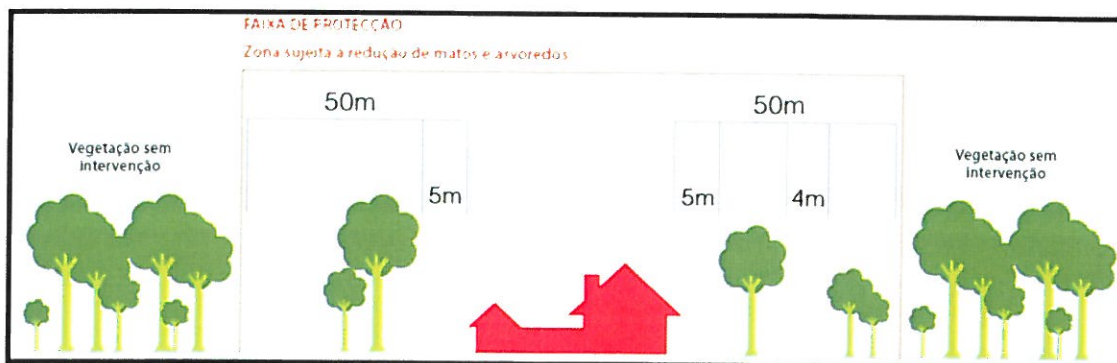 FAIXA DE PROTECÇÃO
Zona sujeita a redução de matos e arvoredos
50m
50m
Vegetação sem
intervenção
5m
5m
4m
Vegetação sem
intervenção